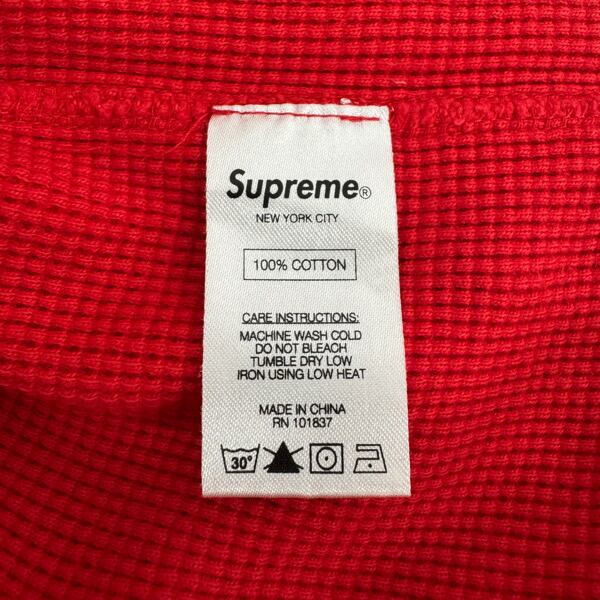 Supreme®
NEW YORK CITY
100% COTTON
CARE INSTRUCTIONS:
MACHINE WASH COLD
DO NOT BLEACH
TUMBLE DRY LOW
IRON USING LOW HEAT
MADE IN CHINA
RN 101837
30°